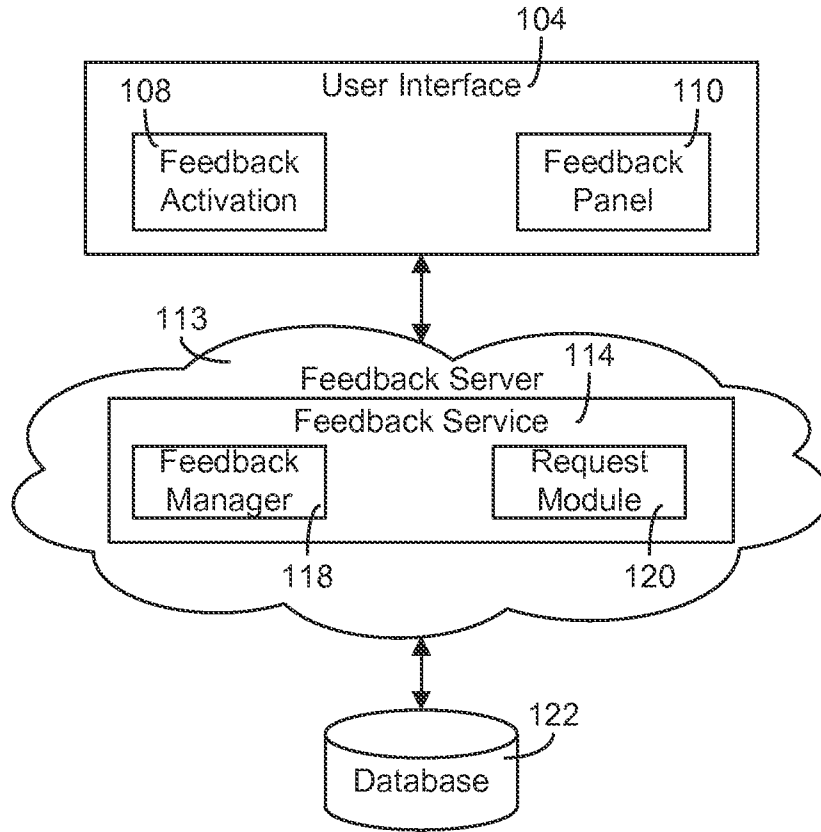 104
User Interface
108
110
Feedback
Activation
Feedback
Panel
113
Feedback Server
114
Feedback Service
Feedback
Manager
Request
Module
118
120
122
Database